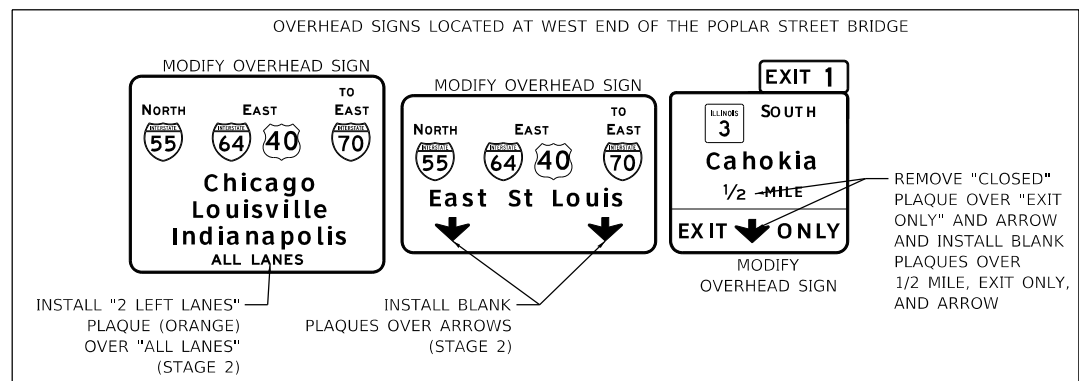 OVERHEAD SIGNS LOCATED AT WEST END OF THE POPLAR STREET BRIDGE
MODIFY OVERHEAD SIGN
NORTH EAST TO EAST
INTERSTATE 55 INTERSTATE 64 40 INTERSTATE 70
Chicago
Louisville
Indianapolis
ALL LANES
INSTALL "2 LEFT LANES"
PLAQUE (ORANGE)
OVER "ALL LANES"
(STAGE 2)
MODIFY OVERHEAD SIGN
NORTH EAST TO EAST
INTERSTATE 55 INTERSTATE 64 40 INTERSTATE 70
East St Louis
INSTALL BLANK
PLAQUES OVER ARROWS
(STAGE 2)
EXIT 1
ILLINOIS 3 SOUTH
Cahokia
1/2 MILE
EXIT ONLY
MODIFY
OVERHEAD SIGN
REMOVE "CLOSED"
PLAQUE OVER "EXIT
ONLY" AND ARROW
AND INSTALL BLANK
PLAQUES OVER
1/2 MILE, EXIT ONLY,
AND ARROW